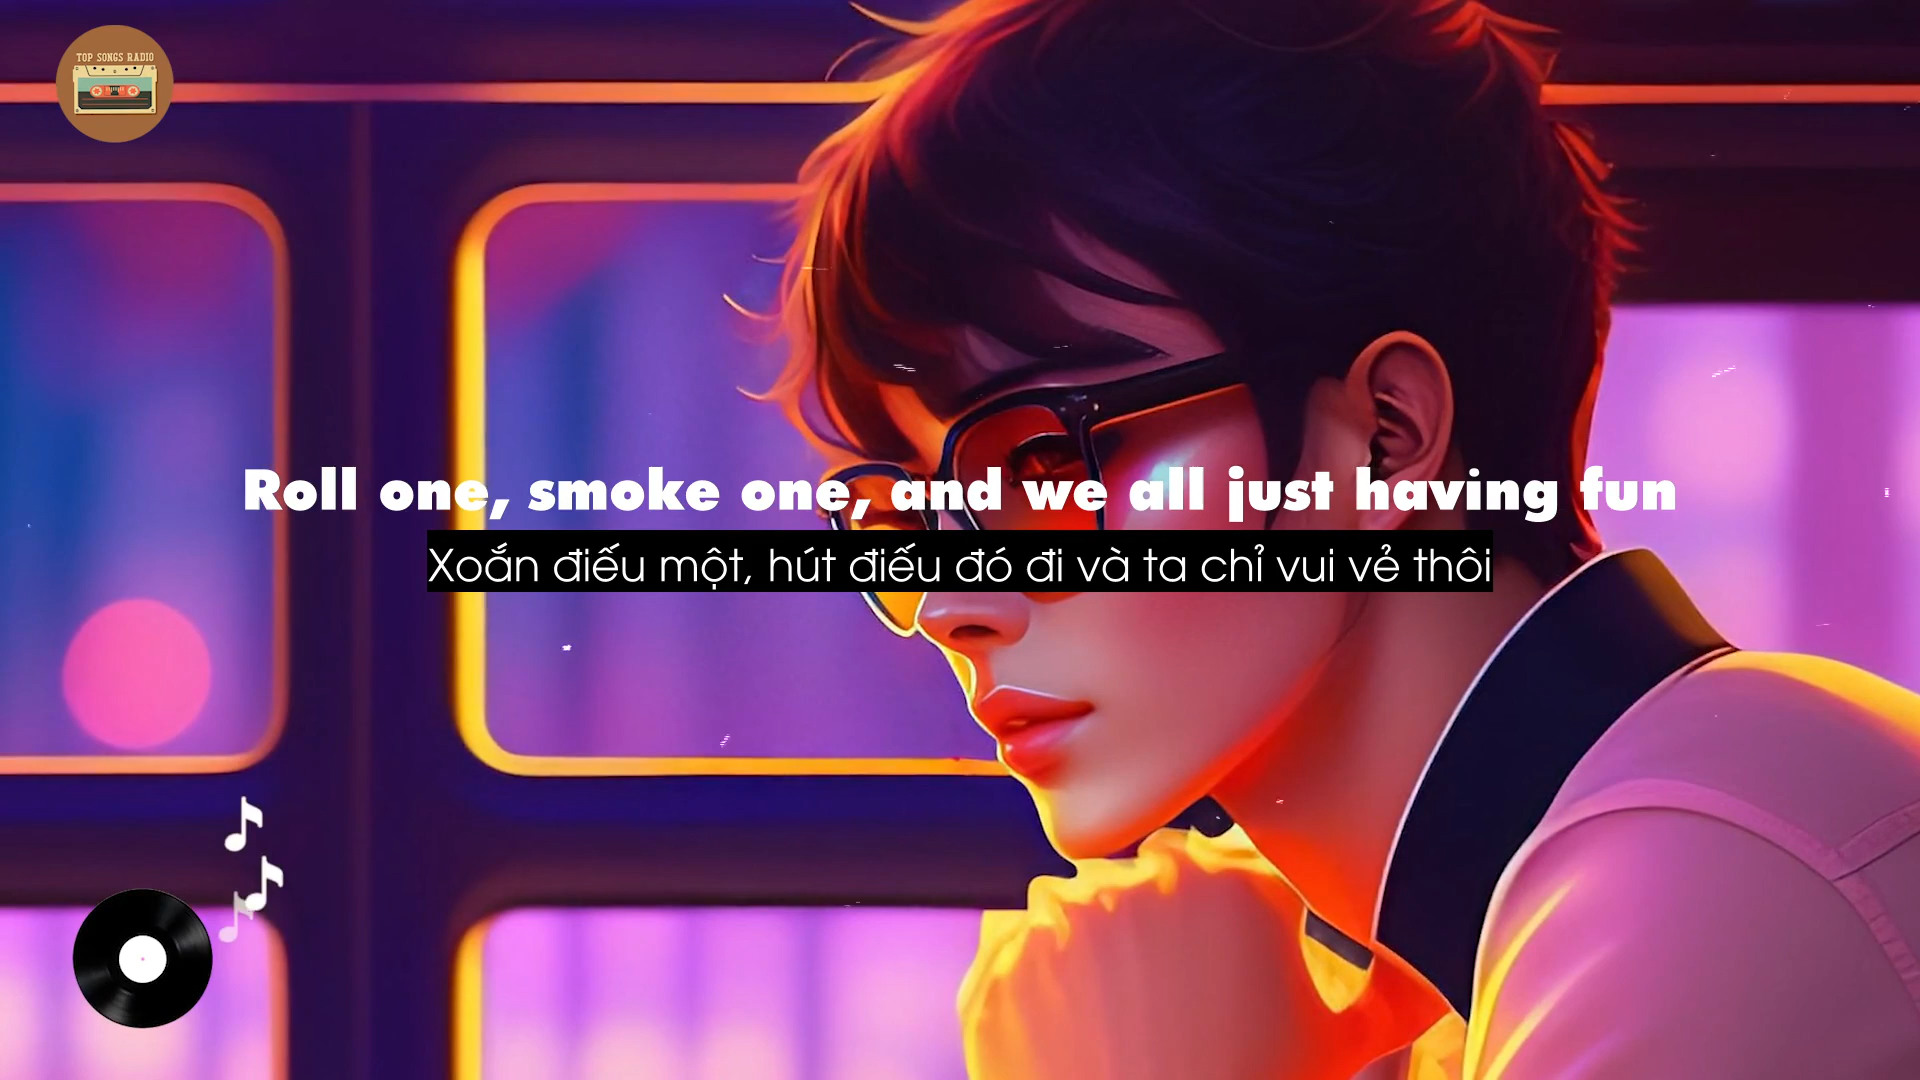 TOP SONGS RADIO
Roll one, smoke one, and we all just having fun
Xoắn điếu một, hút điếu đó đi và ta chỉ vui vẻ thôi